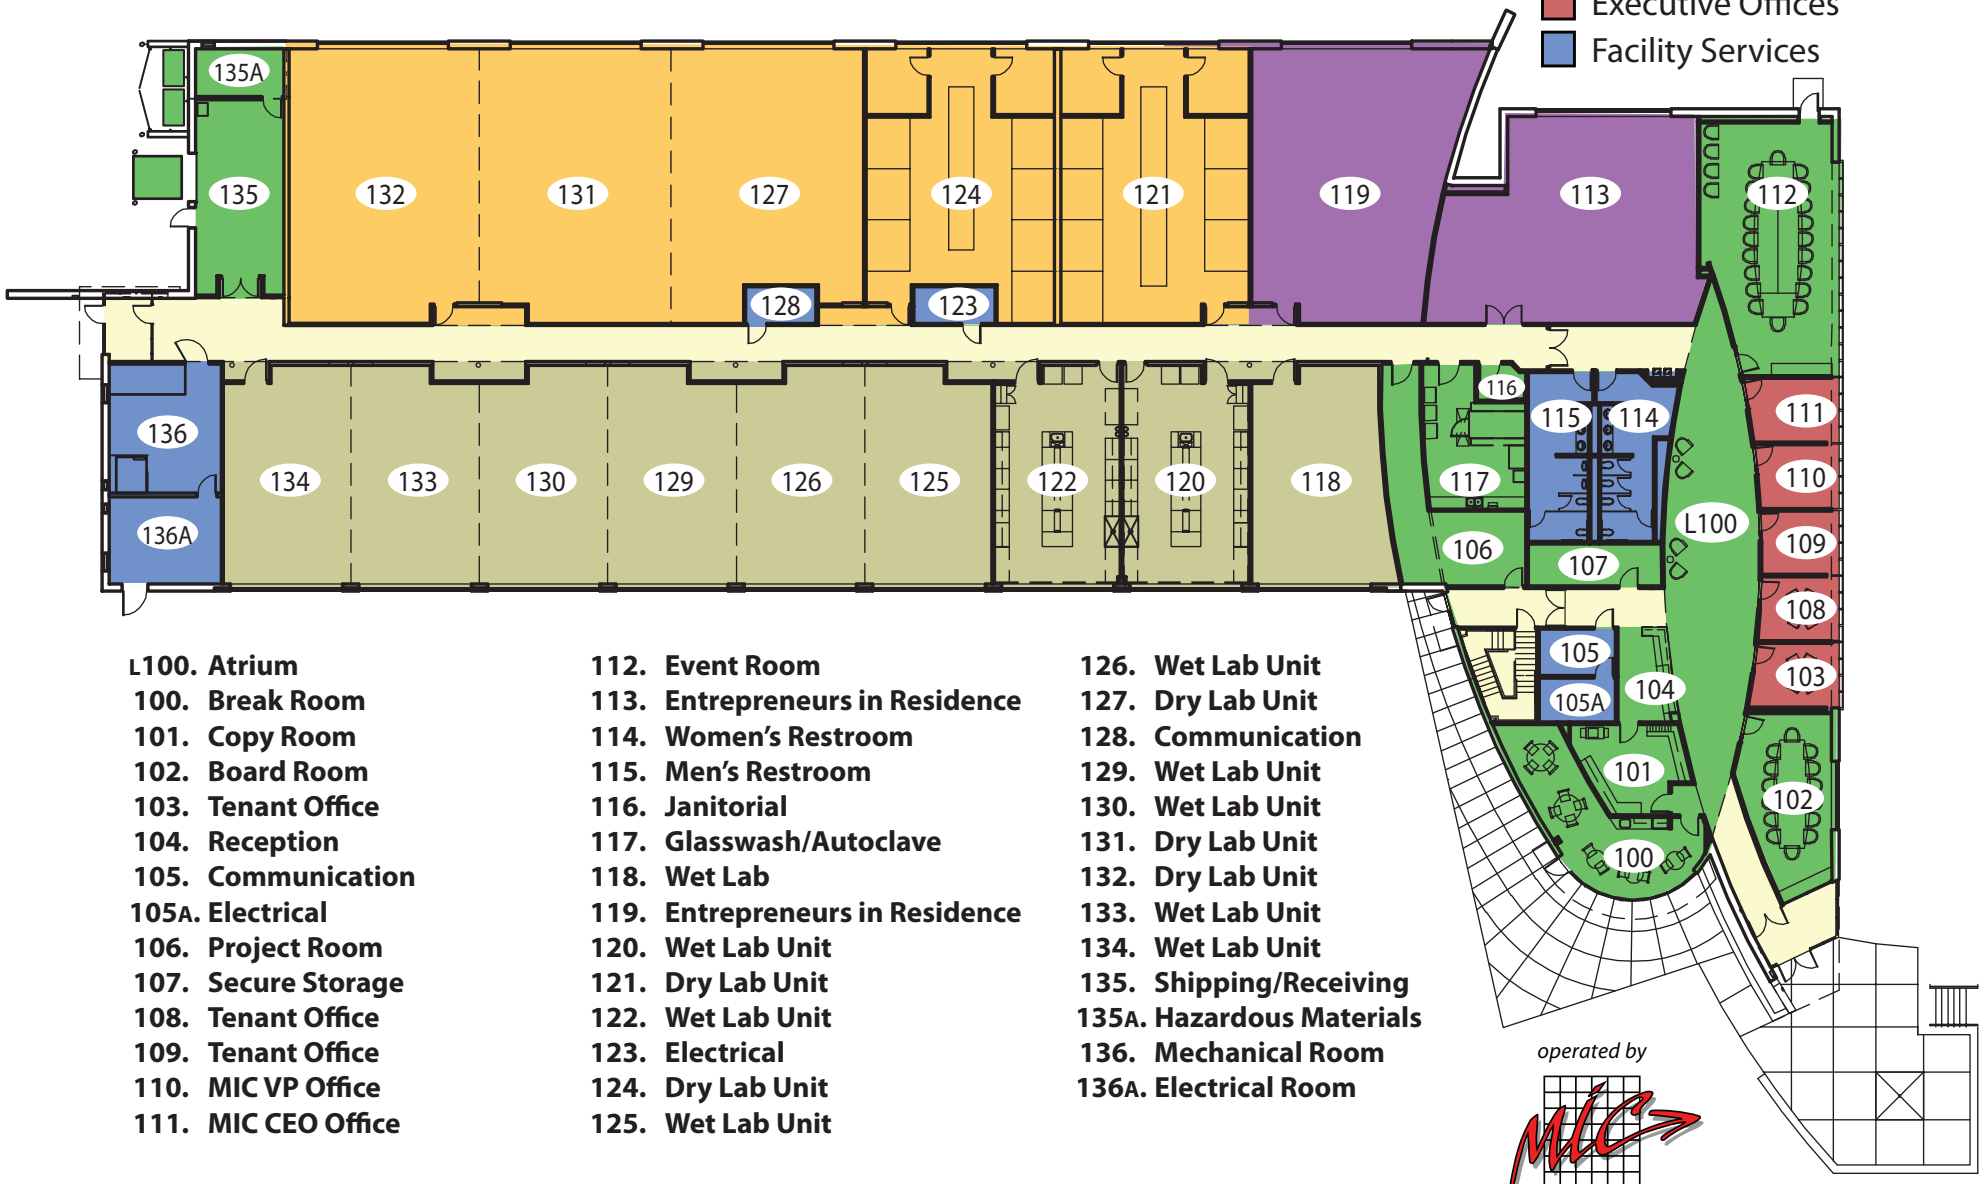 Executive Offices
Facility Services
135A
135
132
131
127
124
121
119
113
112
128
123
136
136A
134
133
130
129
126
125
122
120
118
117
116
115
114
106
107
L100
111
110
109
108
103
105
105A
104
101
100
102
L100. Atrium
100. Break Room
101. Copy Room
102. Board Room
103. Tenant Office
104. Reception
105. Communication
105A. Electrical
106. Project Room
107. Secure Storage
108. Tenant Office
109. Tenant Office
110. MIC VP Office
111. MIC CEO Office
112. Event Room
113. Entrepreneurs in Residence
114. Women's Restroom
115. Men's Restroom
116. Janitorial
117. Glasswash/Autoclave
118. Wet Lab
119. Entrepreneurs in Residence
120. Wet Lab Unit
121. Dry Lab Unit
122. Wet Lab Unit
123. Electrical
124. Dry Lab Unit
125. Wet Lab Unit
126. Wet Lab Unit
127. Dry Lab Unit
128. Communication
129. Wet Lab Unit
130. Wet Lab Unit
131. Dry Lab Unit
132. Dry Lab Unit
133. Wet Lab Unit
134. Wet Lab Unit
135. Shipping/Receiving
135A. Hazardous Materials
136. Mechanical Room
136A. Electrical Room
operated by
MIC